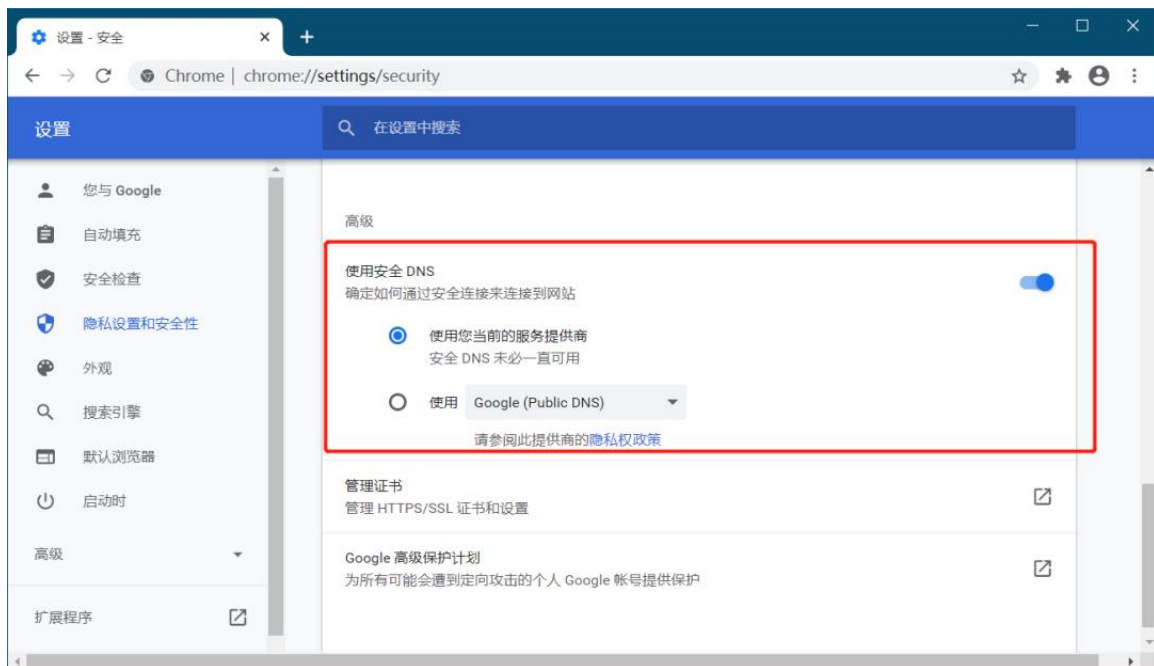 设置 - 安全
Chrome | chrome://settings/security
设置
在设置中搜索
您与 Google
自动填充
安全检查
隐私设置和安全性
外观
搜索引擎
默认浏览器
启动时
高级
扩展程序
高级
使用安全 DNS
确定如何通过安全连接来连接到网站
使用您当前的服务提供商
安全 DNS 未必一直可用
使用 Google (Public DNS)
请参阅此提供商的隐私权政策
管理证书
管理 HTTPS/SSL 证书和设置
Google 高级保护计划
为所有可能会遭到定向攻击的个人 Google 帐号提供保护